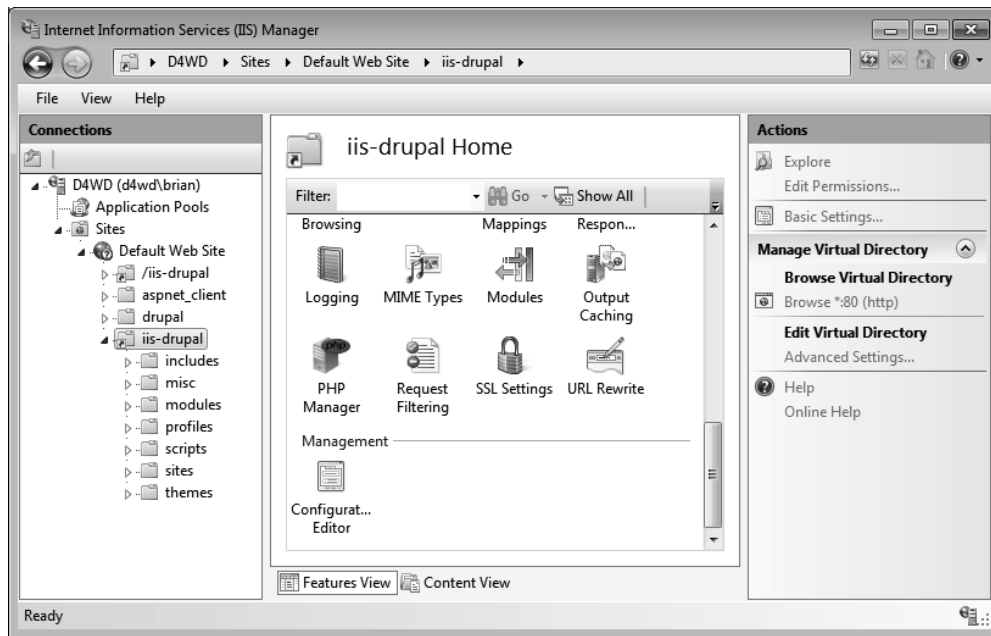 Internet Information Services (IIS) Manager
D4WD Sites Default Web Site iis-drupal
File View Help
Connections
D4WD (d4wd\brian)
Application Pools
Sites
Default Web Site
/iis-drupal
aspnet_client
drupal
iis-drupal
includes
misc
modules
profiles
scripts
sites
themes
iis-drupal Home
Filter: Go Show All
Browsing Mappings Respon...
Logging MIME Types Modules Output
Caching
PHP Request SSL Settings URL Rewrite
Manager Filtering
Management
Configurat...
Editor
Features View Content View
Actions
Explore
Edit Permissions...
Basic Settings...
Manage Virtual Directory
Browse Virtual Directory
Browse *:80 (http)
Edit Virtual Directory
Advanced Settings...
Help
Online Help
Ready